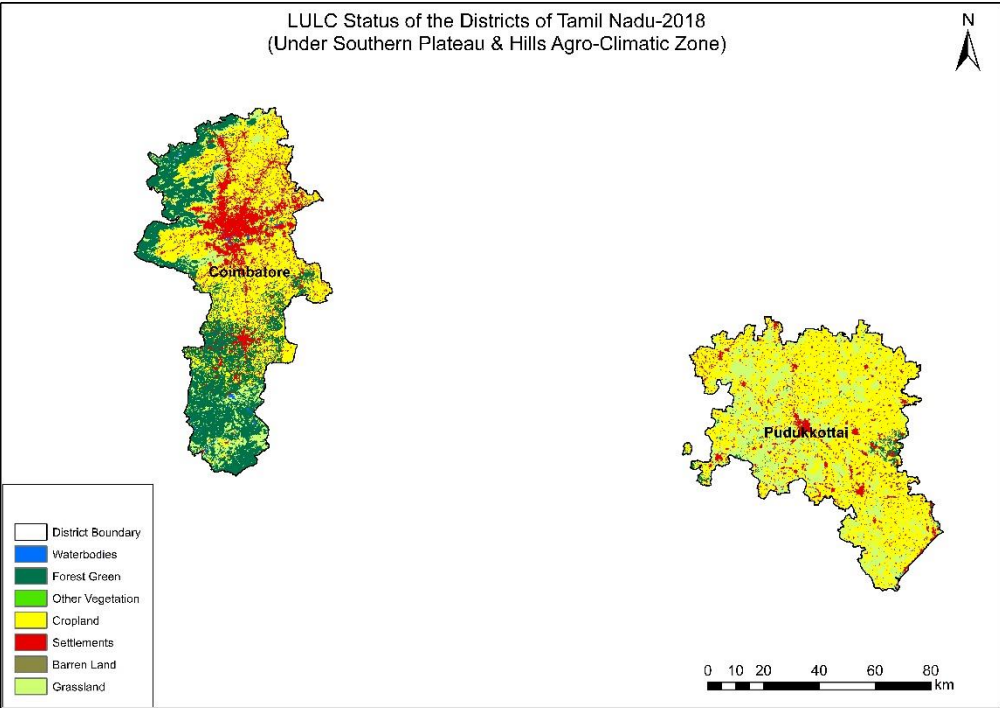 LULC Status of the Districts of Tamil Nadu-2018
(Under Southern Plateau & Hills Agro-Climatic Zone)
N
Coimbatore
Pudukkottai
District Boundary
Waterbodies
Forest Green
Other Vegetation
Cropland
Settlements
Barren Land
Grassland
0 10 20 40 60 80
km